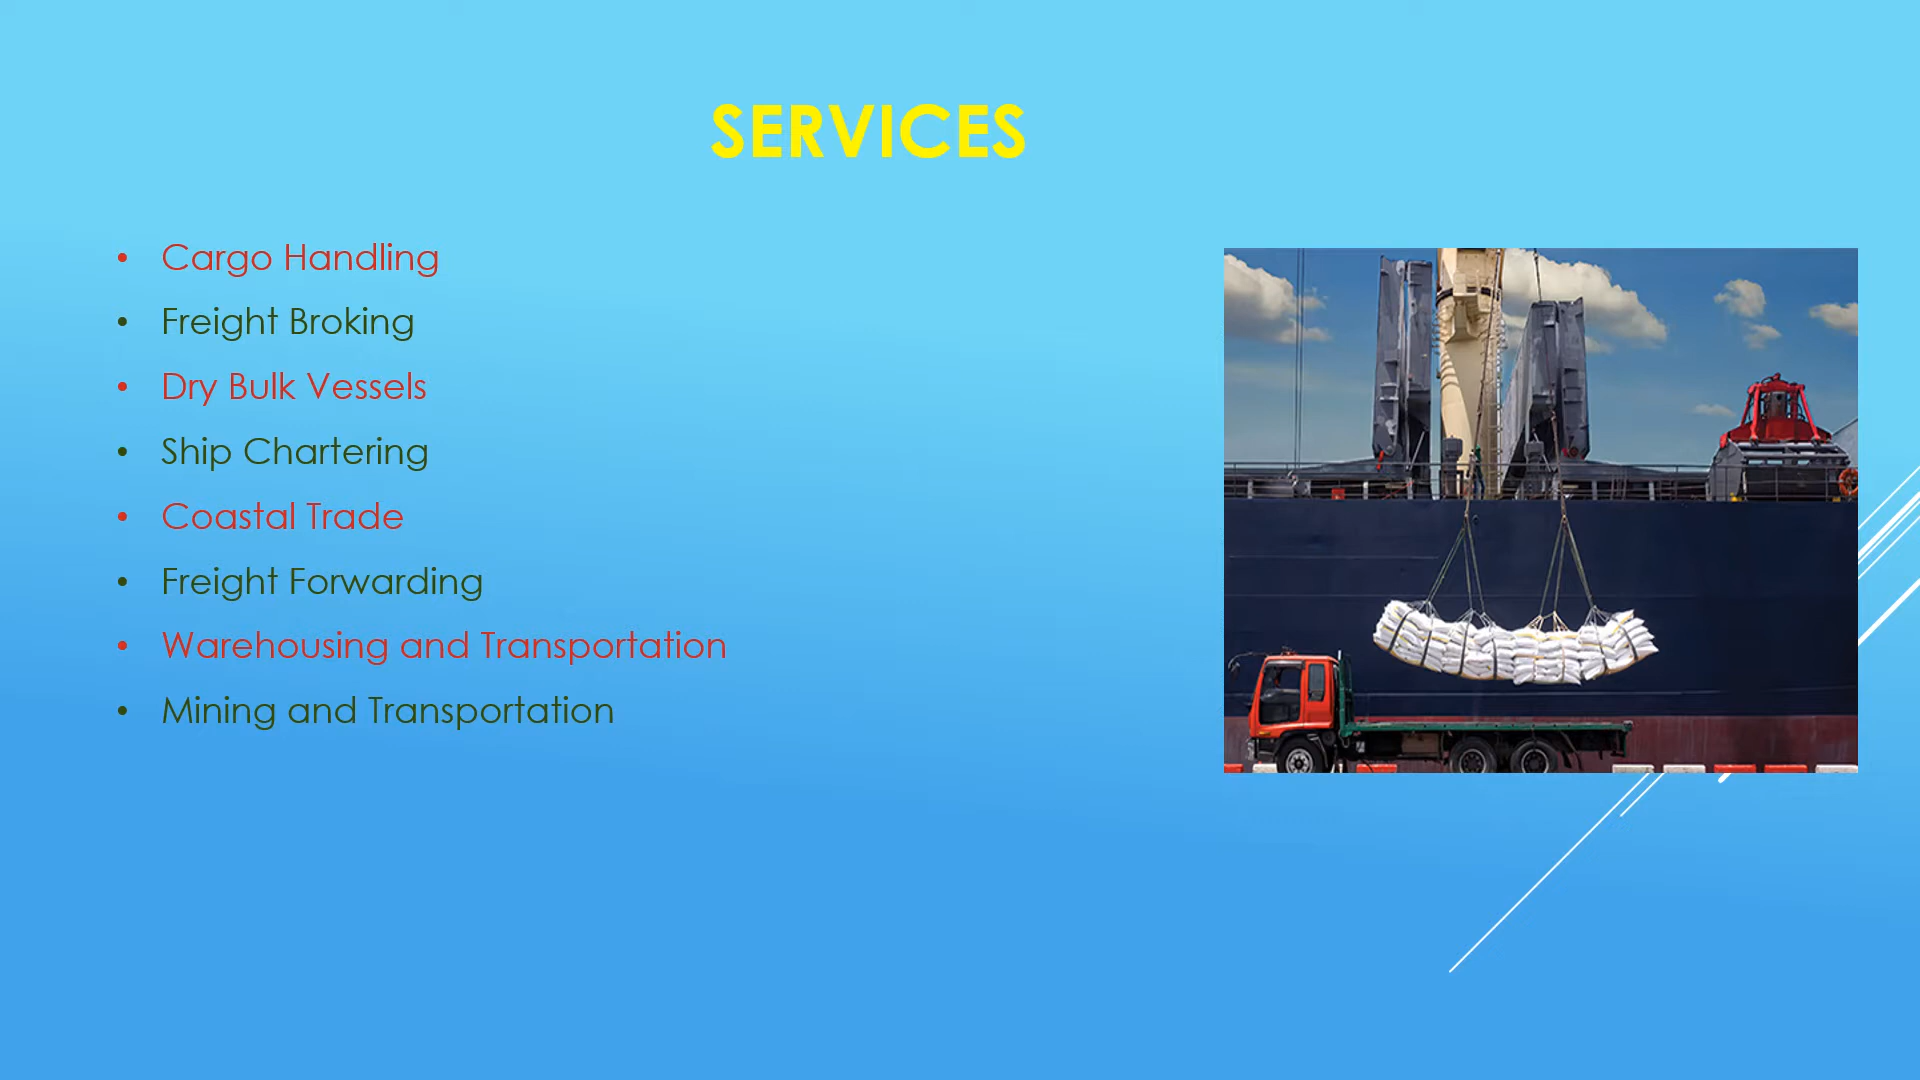 SERVICES
• Cargo Handling
• Freight Broking
• Dry Bulk Vessels
• Ship Chartering
• Coastal Trade
• Freight Forwarding
• Warehousing and Transportation
• Mining and Transportation